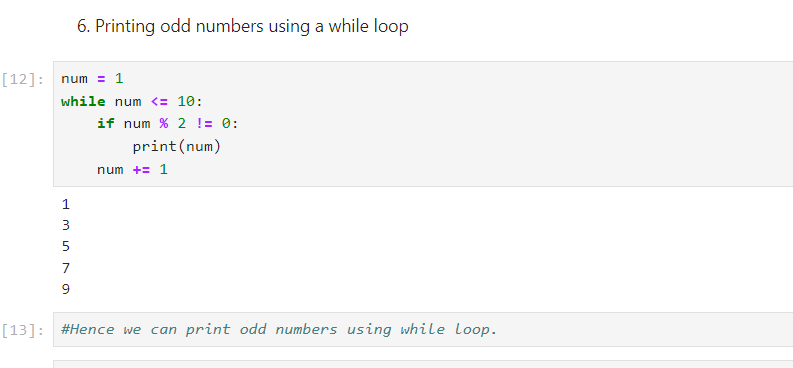 6. Printing odd numbers using a while loop
[12]: num = 1
while num <= 10:
    if num % 2 != 0:
        print(num)
    num += 1
1
3
5
7
9
[13]: #Hence we can print odd numbers using while loop.